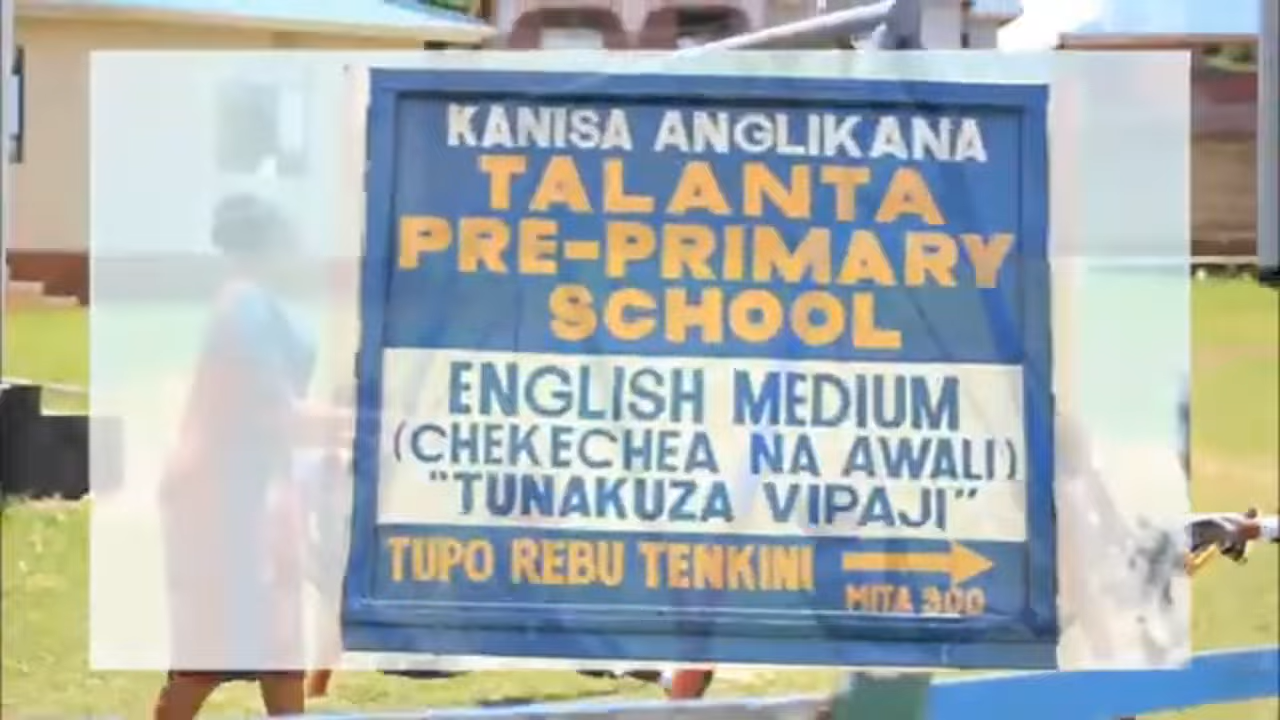 KANISA ANGLIKANA
TALANTA
PRE-PRIMARY
SCHOOL
ENGLISH MEDIUM
(CHEKECHEA NA AWALI)
"TUNAKUZA VIPAJI"
TUPO REBU TENKINI
MITA 300